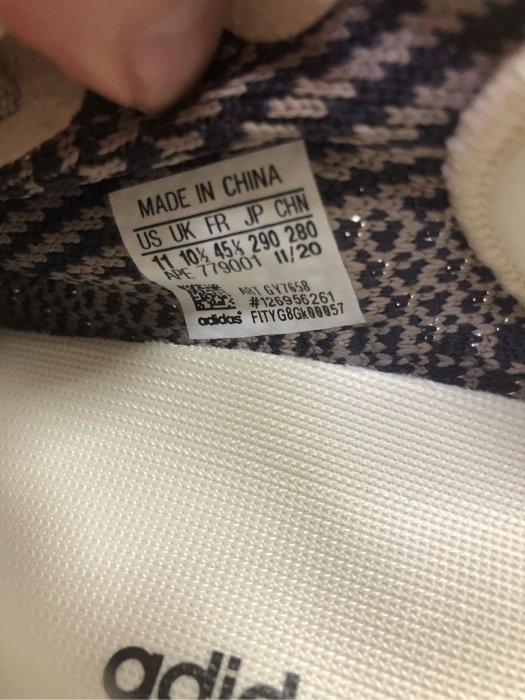 MADE IN CHINA
US UK FR JP CHN
11 10½ 45⅓ 290 280
APE 779001 11/20
ART GY7658
#126956261
adidas FITYG8GK00057
adid